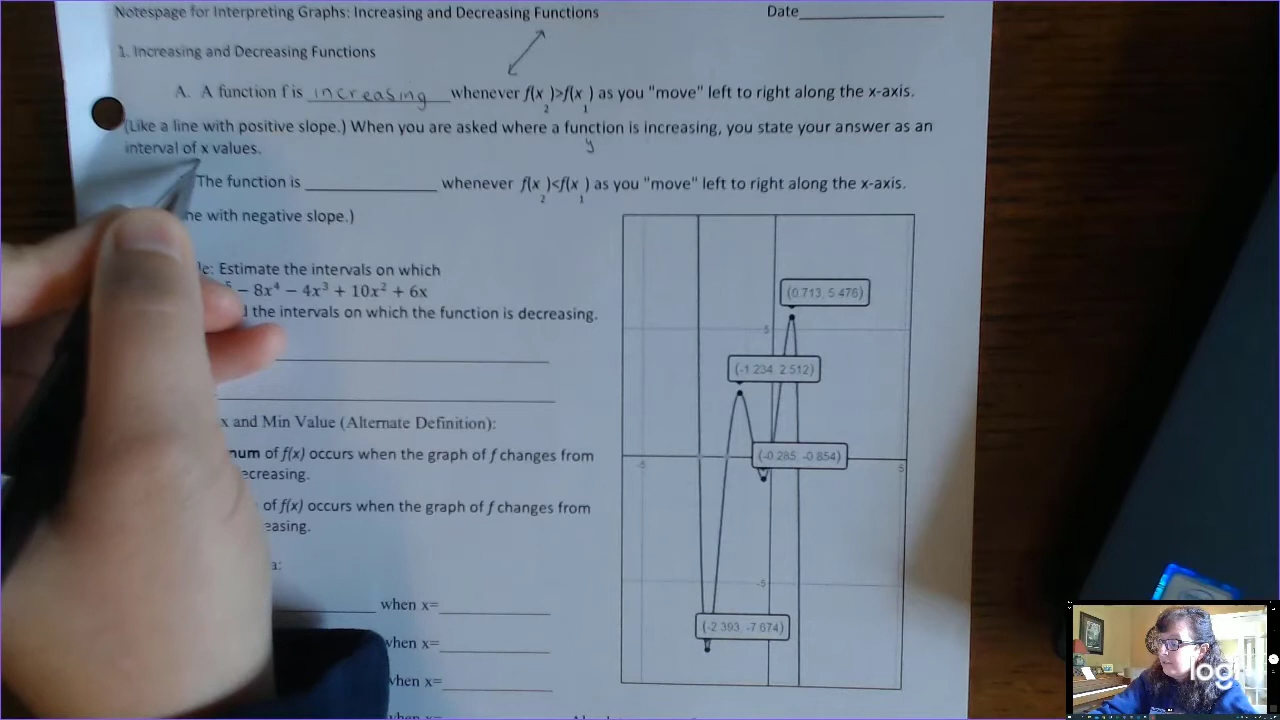 Notespage for Interpreting Graphs: Increasing and Decreasing Functions Date
1. Increasing and Decreasing Functions
A. A function f is increasing whenever f(x₂)>f(x₁) as you "move" left to right along the x-axis.
(Like a line with positive slope.) When you are asked where a function is increasing, you state your answer as an
y
interval of x values.
The function is whenever f(x₂)<f(x₁) as you "move" left to right along the x-axis.
with negative slope.)
Estimate the intervals on which
− 8x⁴ − 4x³ + 10x² + 6x
the intervals on which the function is decreasing.
and Min Value (Alternate Definition):
of f(x) occurs when the graph of f changes from
of f(x) occurs when the graph of f changes from
when x=
when x=
when x=
when x=
(0.713, 5.476)
5
(-1.234, 2.512)
(-0.285, -0.854)
-5
5
-5
(-2.393, -7.674)
logi